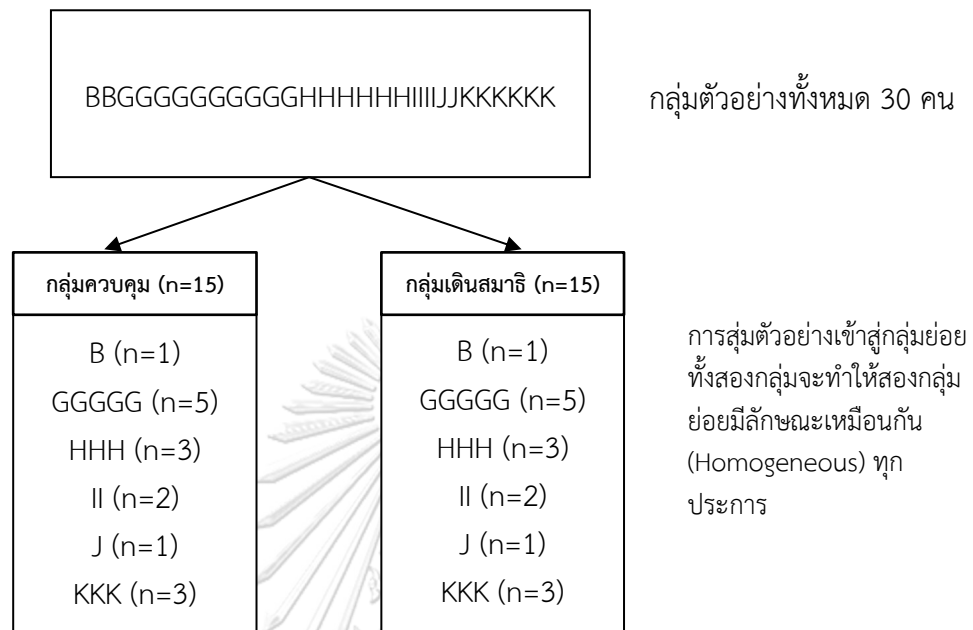 BBGGGGGGGGGGHHHHHHIIIIJJKKKKKK
กลุ่มตัวอย่างทั้งหมด 30 คน
กลุ่มควบคุม (n=15)
B (n=1)
GGGGG (n=5)
HHH (n=3)
II (n=2)
J (n=1)
KKK (n=3)
กลุ่มเดินสมาธิ (n=15)
B (n=1)
GGGGG (n=5)
HHH (n=3)
II (n=2)
J (n=1)
KKK (n=3)
การสุ่มตัวอย่างเข้าสู่กลุ่มย่อย
ทั้งสองกลุ่มจะทำให้สองกลุ่ม
ย่อยมีลักษณะเหมือนกัน
(Homogeneous) ทุก
ประการ